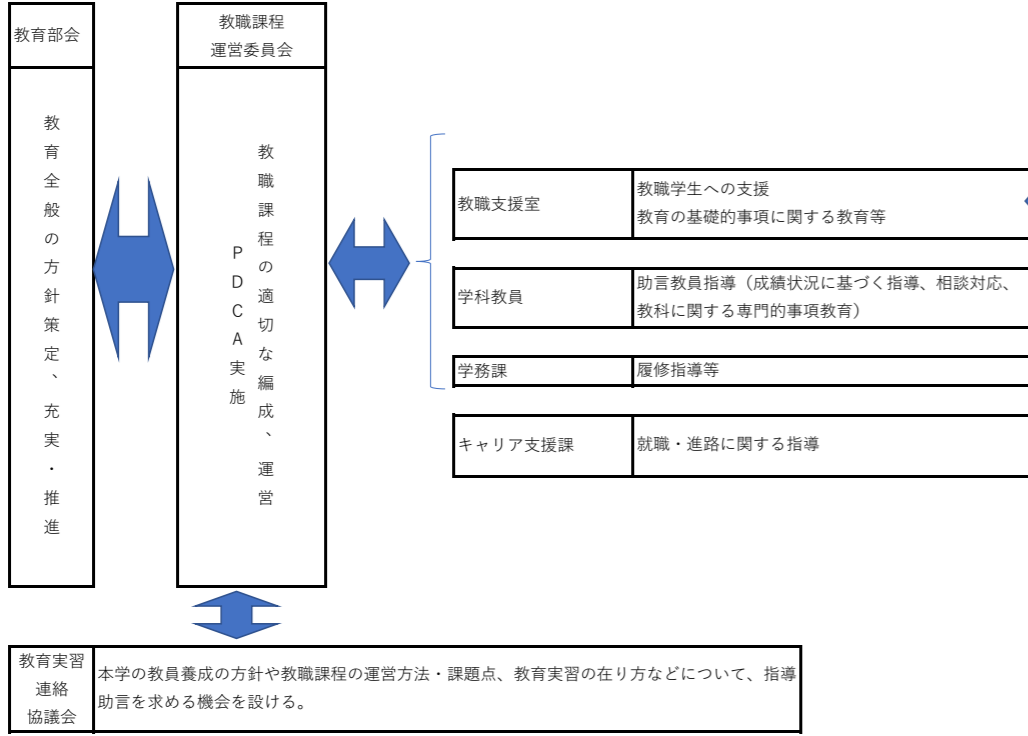 教育部会
教育全般の方針策定、充実・推進
教職課程
運営委員会
教職課程の適切な編成、運営
PDCA実施
教職支援室
教職学生への支援
教育の基礎的事項に関する教育等
学科教員
助言教員指導（成績状況に基づく指導、相談対応、
教科に関する専門的事項教育）
学務課
履修指導等
キャリア支援課
就職・進路に関する指導
教育実習
連絡
協議会
本学の教員養成の方針や教職課程の運営方法・課題点、教育実習の在り方などについて、指導
助言を求める機会を設ける。